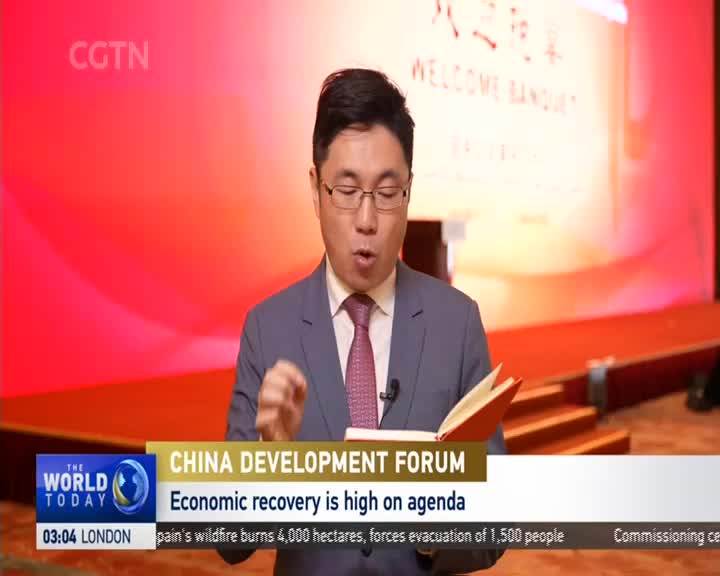 CGTN
WELCOME BANQUET
CHINA DEVELOPMENT FORUM
Economic recovery is high on agenda
THE
WORLD
TODAY
03:04 LONDON
pain's wildfire burns 4,000 hectares, forces evacuation of 1,500 people
Commissioning ce